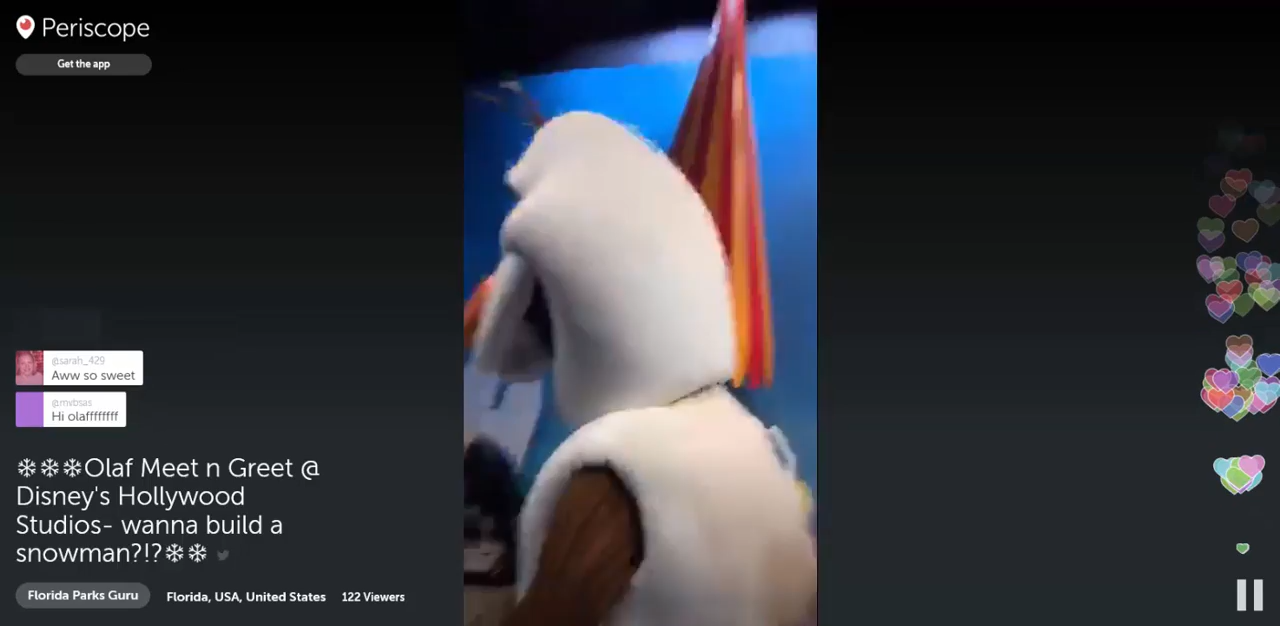 Periscope
Get the app
@sarah_429
Aww so sweet
@mvbsas
Hi olafffffffff
❄❄❄Olaf Meet n Greet @
Disney's Hollywood
Studios- wanna build a
snowman?!?❄❄
Florida Parks Guru
Florida, USA, United States
122 Viewers